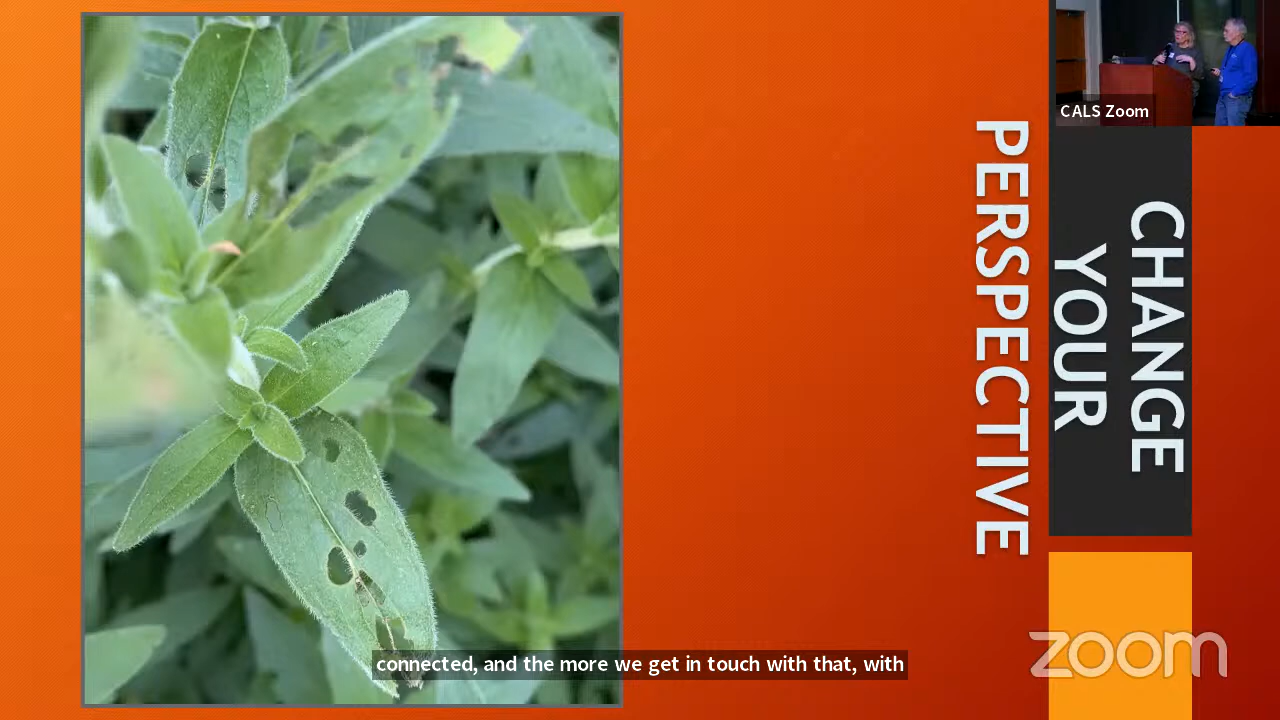 CALS Zoom
CHANGE
YOUR
PERSPECTIVE
connected, and the more we get in touch with that, with
zoom